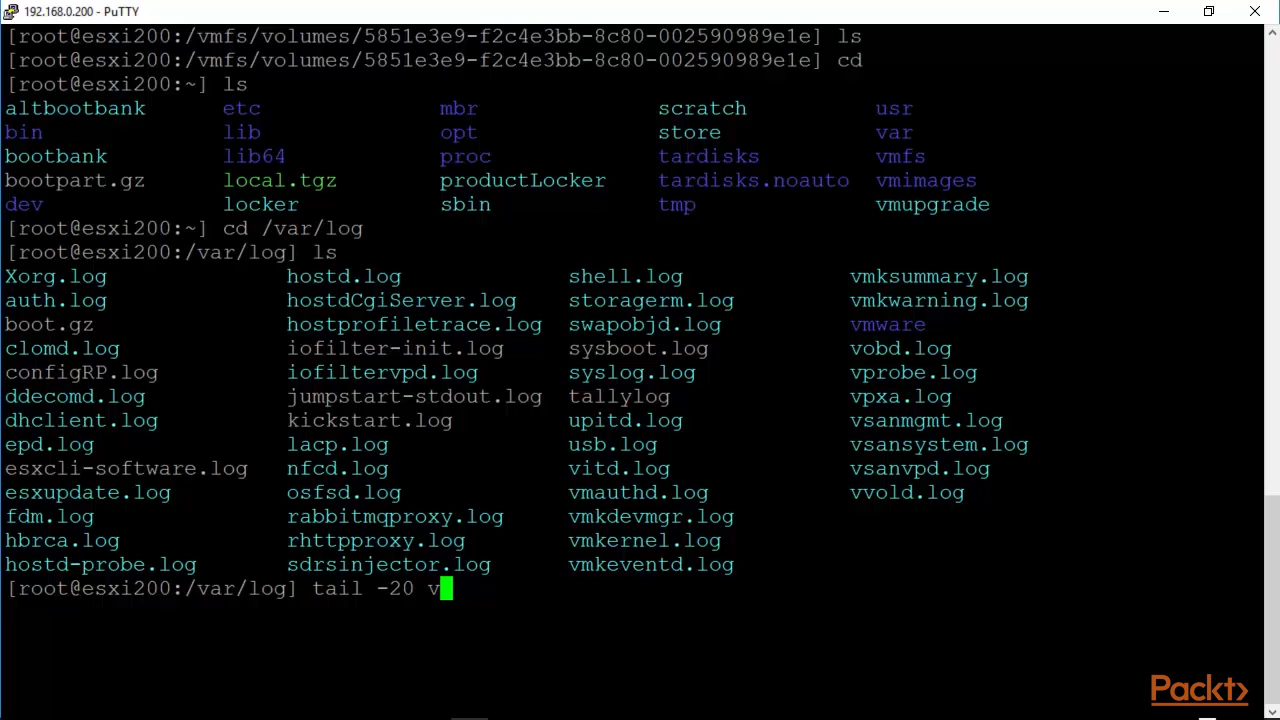 192.168.0.200 - PuTTY
[root@esxi200:/vmfs/volumes/5851e3e9-f2c4e3bb-8c80-002590989e1e] ls
[root@esxi200:/vmfs/volumes/5851e3e9-f2c4e3bb-8c80-002590989e1e] cd
[root@esxi200:~] ls
altbootbank etc mbr scratch usr
bin lib opt store var
bootbank lib64 proc tardisks vmfs
bootpart.gz local.tgz productLocker tardisks.noauto vmimages
dev locker sbin tmp vmupgrade
[root@esxi200:~] cd /var/log
[root@esxi200:/var/log] ls
Xorg.log hostd.log shell.log vmksummary.log
auth.log hostdCgiServer.log storagerm.log vmkwarning.log
boot.gz hostprofiletrace.log swapobjd.log vmware
clomd.log iofilter-init.log sysboot.log vobd.log
configRP.log iofiltervpd.log syslog.log vprobe.log
ddecomd.log jumpstart-stdout.log tallylog vpxa.log
dhclient.log kickstart.log upitd.log vsanmgmt.log
epd.log lacp.log usb.log vsansystem.log
esxcli-software.log nfcd.log vitd.log vsanvpd.log
esxupdate.log osfsd.log vmauthd.log vvold.log
fdm.log rabbitmqproxy.log vmkdevmgr.log
hbrca.log rhttpproxy.log vmkernel.log
hostd-probe.log sdrsinjector.log vmkeventd.log
[root@esxi200:/var/log] tail -20 v
Packt>